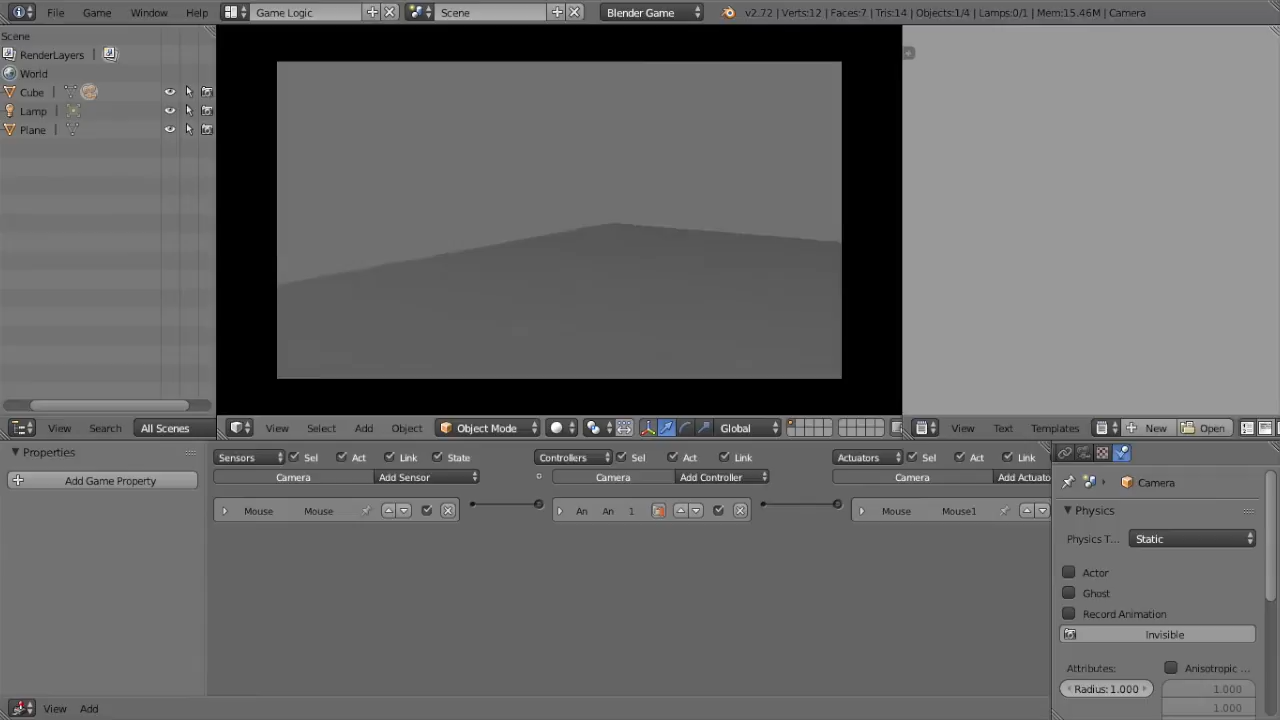 File Game Window Help Game Logic Scene Blender Game v2.72 | Verts:12 | Faces:7 | Tris:14 | Objects:1/4 | Lamps:0/1 | Mem:15.46M | Camera
Scene
RenderLayers |
World
Cube |
Lamp |
Plane |
View Search All Scenes
View Select Add Object Object Mode Global
View Text Templates New Open
Properties
Add Game Property
Sensors Sel Act Link State Controllers Sel Act Link Actuators Sel Act Link
Camera Add Sensor Camera Add Controller Camera Add Actuato
Mouse Mouse An An 1 Mouse Mouse1
Camera
Physics
Physics T... Static
Actor
Ghost
Record Animation
Invisible
Attributes: Anisotropic ...
Radius: 1.000 1.000
1.000
View Add